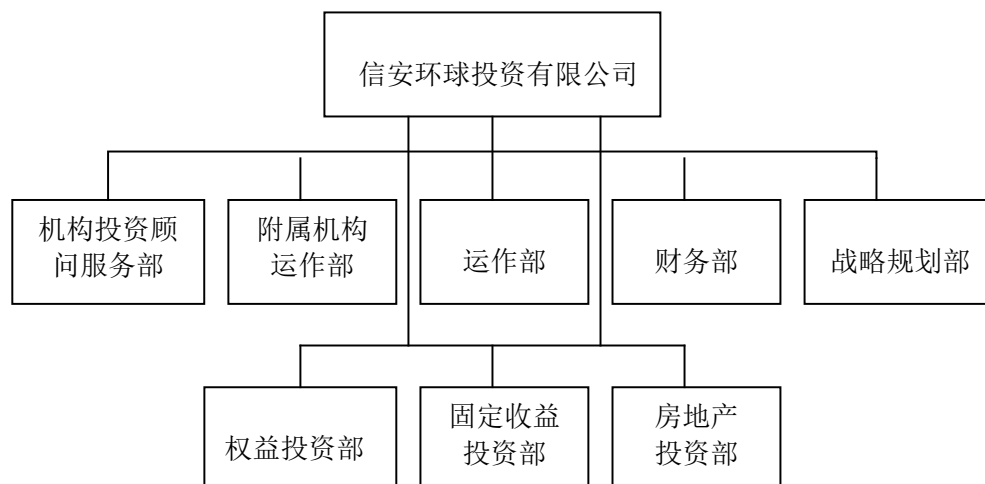 信安环球投资有限公司
机构投资顾
问服务部
附属机构
运作部
运作部
财务部
战略规划部
权益投资部
固定收益
投资部
房地产
投资部